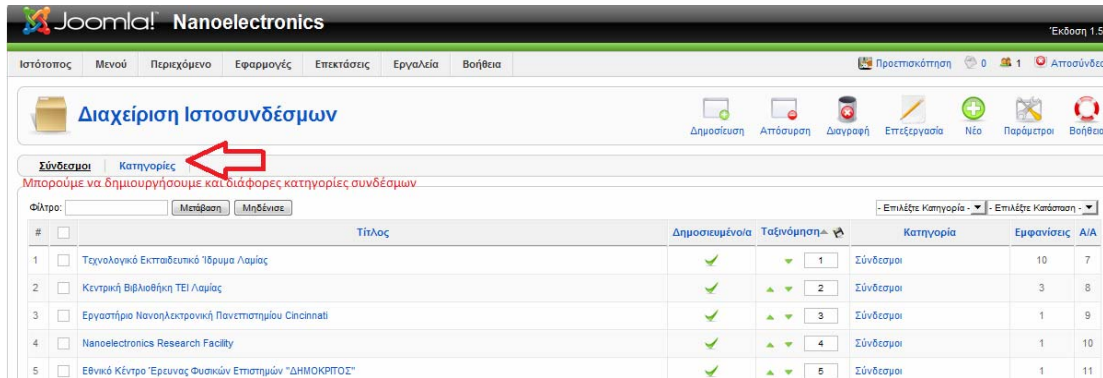 Joomla! Nanoelectronics
Έκδοση 1.5
Ιστότοπος Μενού Περιεχόμενο Εφαρμογές Επεκτάσεις Εργαλεία Βοήθεια Προεπισκόπηση 0 1 Αποσύνδεσ
Διαχείριση Ιστοσυνδέσμων
Δημοσίευση Απόσυρση Διαγραφή Επεξεργασία Νέο Παράμετροι Βοήθεια
Σύνδεσμοι Κατηγορίες
Μπορούμε να δημιουργήσουμε και διάφορες κατηγορίες συνδέσμων
Φίλτρο: Μετάβαση Μηδένισε - Επιλέξτε Κατηγορία - - Επιλέξτε Κατάσταση -
# Τίτλος Δημοσιευμένο/α Ταξινόμηση Κατηγορία Εμφανίσεις Α/Α
1 Τεχνολογικό Εκπαιδευτικό Ίδρυμα Λαμίας 1 Σύνδεσμοι 10 7
2 Κεντρική Βιβλιοθήκη ΤΕΙ Λαμίας 2 Σύνδεσμοι 3 8
3 Εργαστήριο Νανοηλεκτρονική Πανεπιστημίου Cincinnati 3 Σύνδεσμοι 1 9
4 Nanoelectronics Research Facility 4 Σύνδεσμοι 1 10
5 Εθνικό Κέντρο Έρευνας Φυσικών Επιστημών "ΔΗΜΟΚΡΙΤΟΣ" 5 Σύνδεσμοι 1 11